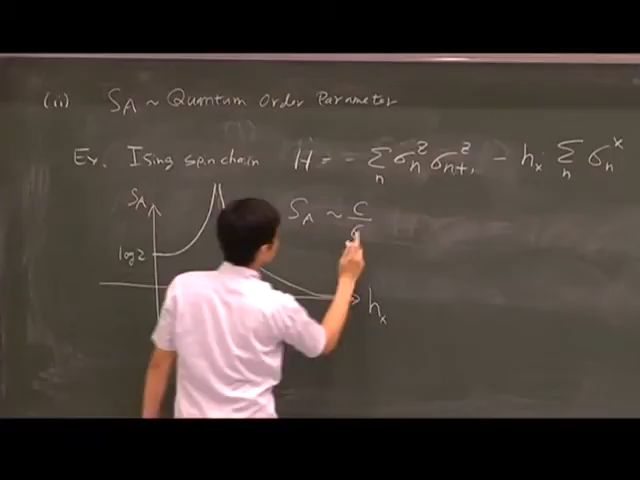 (ii) S_A ~ Quantum Order Parameter
Ex. Ising spin chain H = - Σ_n σ_n^z σ_{n+1}^z - h_x Σ_n σ_n^x
S_A
S_A ~ c/6
log 2
h_x